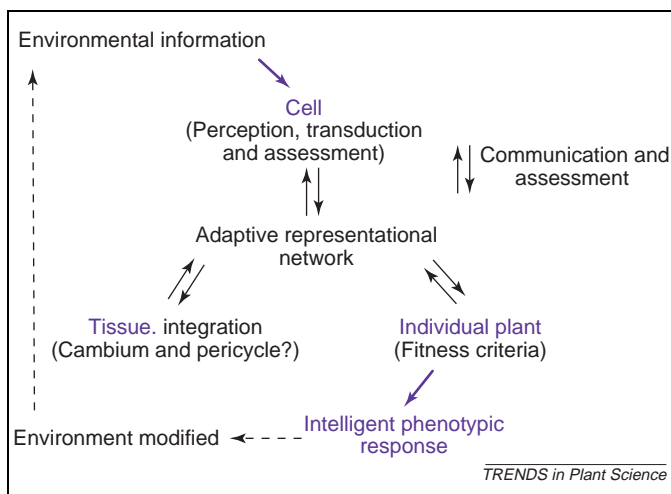 Environmental information
Cell
(Perception, transduction
and assessment)
Communication and
assessment
Adaptive representational
network
Tissue. integration
(Cambium and pericycle?)
Individual plant
(Fitness criteria)
Intelligent phenotypic
response
Environment modified
TRENDS in Plant Science